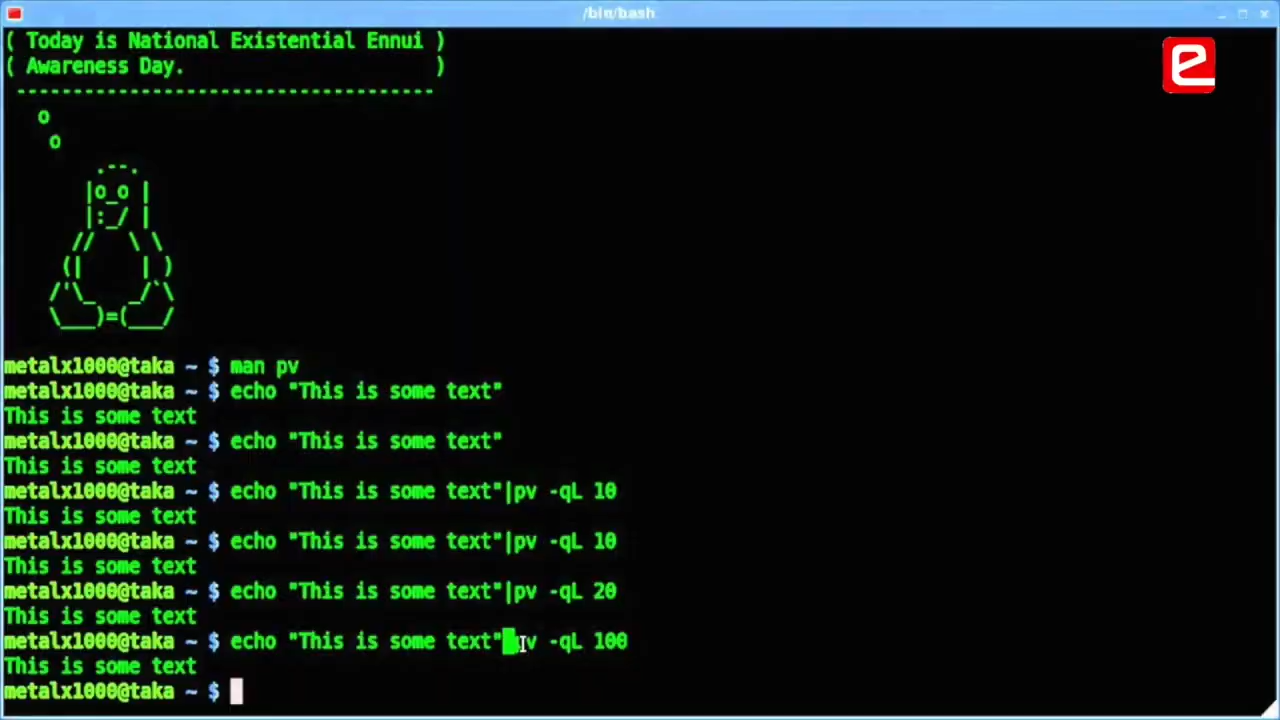 /bin/bash
( Today is National Existential Ennui )
( Awareness Day. )
-------------------------------------
o
o
.--.
|o_o |
|:_/ |
// \ \
(| | )
/'\_ _/`\
\___)=(___/
metalx1000@taka ~ $ man pv
metalx1000@taka ~ $ echo "This is some text"
This is some text
metalx1000@taka ~ $ echo "This is some text"
This is some text
metalx1000@taka ~ $ echo "This is some text"|pv -qL 10
This is some text
metalx1000@taka ~ $ echo "This is some text"|pv -qL 10
This is some text
metalx1000@taka ~ $ echo "This is some text"|pv -qL 20
This is some text
metalx1000@taka ~ $ echo "This is some text"|pv -qL 100
This is some text
metalx1000@taka ~ $